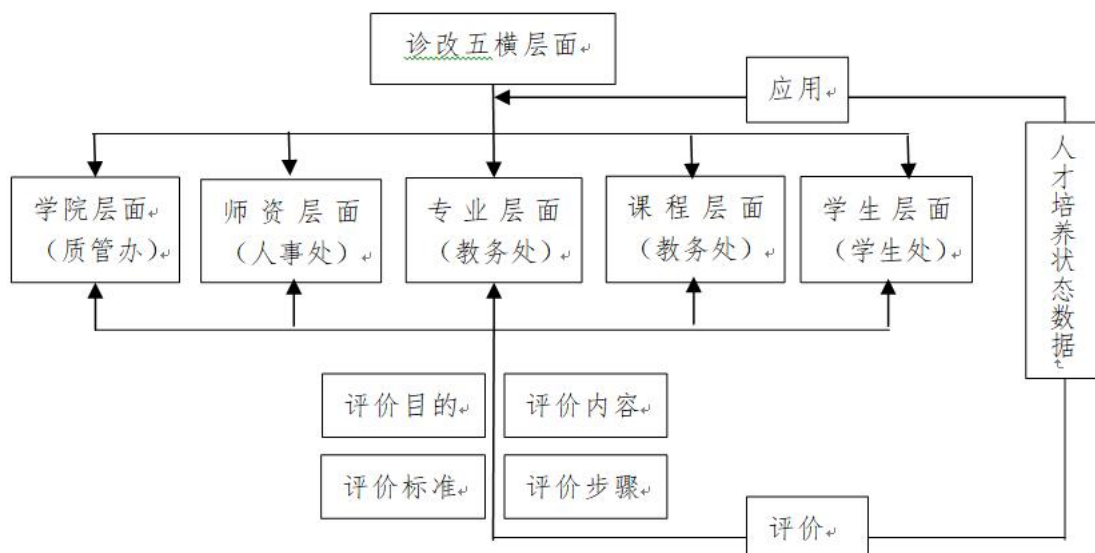 诊改五横层面
应用
人才培养状态数据
学院层面
（质管办）
师资层面
（人事处）
专业层面
（教务处）
课程层面
（教务处）
学生层面
（学生处）
评价目的
评价内容
评价标准
评价步骤
评价